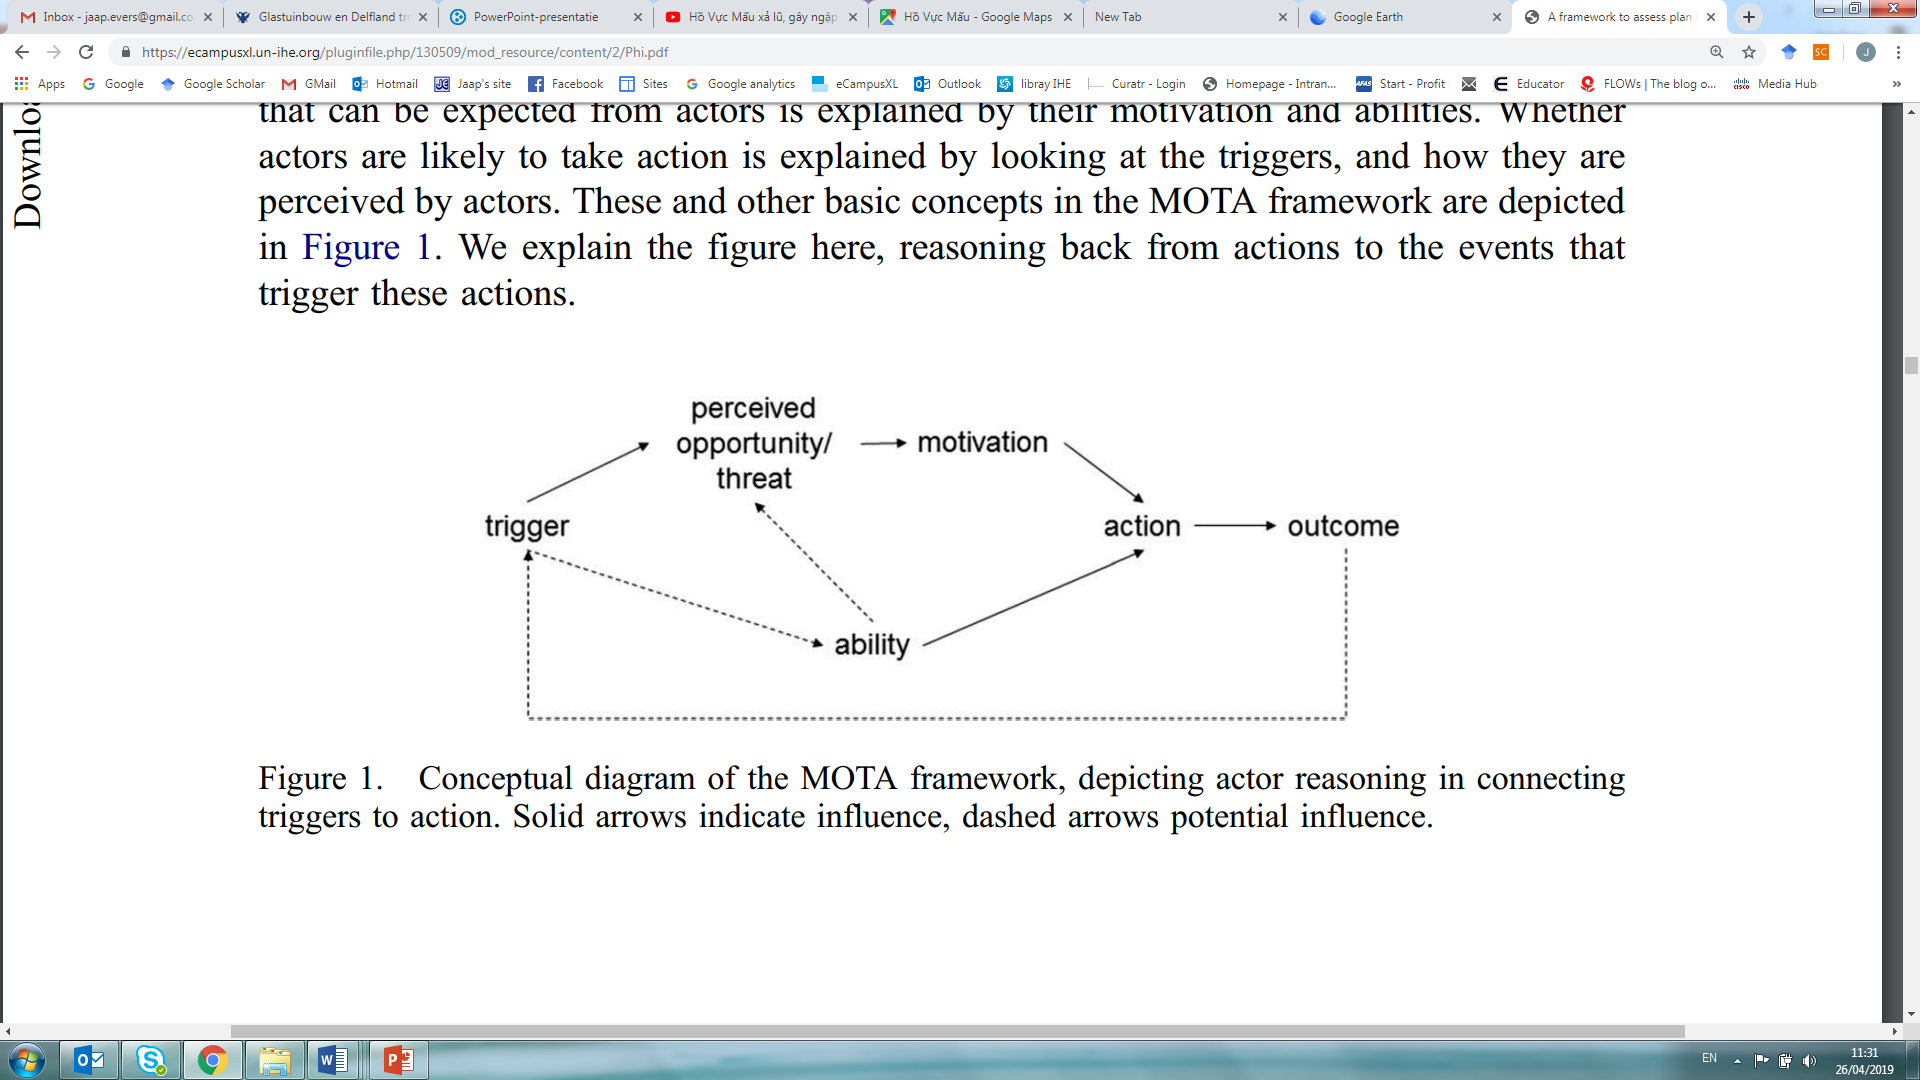 Inbox - jaap.evers@gmail.co
Glastuinbouw en Delfland tr
PowerPoint-presentatie
Hồ Vực Mấu xả lũ, gây ngập
Hồ Vực Mấu - Google Maps
New Tab
Google Earth
A framework to assess plan
https://ecampusxl.un-ihe.org/pluginfile.php/130509/mod_resource/content/2/Phi.pdf
SC
J
Apps
Google
Google Scholar
GMail
Hotmail
Jaap's site
Facebook
Sites
Google analytics
eCampusXL
Outlook
libray IHE
Curatr - Login
Homepage - Intran...
AFAS
Start - Profit
Educator
FLOWs | The blog o...
cisco
Media Hub
»
Downlo
that can be expected from actors is explained by their motivation and abilities. Whether
actors are likely to take action is explained by looking at the triggers, and how they are
perceived by actors. These and other basic concepts in the MOTA framework are depicted
in Figure 1. We explain the figure here, reasoning back from actions to the events that
trigger these actions.
perceived
opportunity/
threat
motivation
trigger
action
outcome
ability
Figure 1. Conceptual diagram of the MOTA framework, depicting actor reasoning in connecting
triggers to action. Solid arrows indicate influence, dashed arrows potential influence.
EN
11:31
26/04/2019